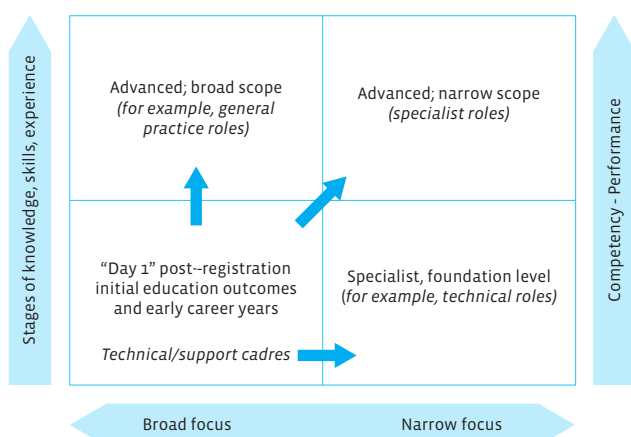 Stages of knowledge, skills, experience
Advanced; broad scope
(for example, general
practice roles)
Advanced; narrow scope
(specialist roles)
“Day 1” post--registration
initial education outcomes
and early career years
Technical/support cadres
Specialist, foundation level
(for example, technical roles)
Competency - Performance
Broad focus
Narrow focus